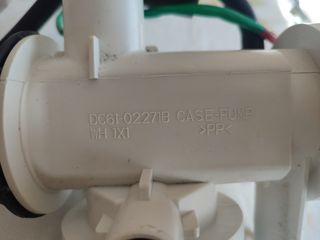 DC61-02271B CASE-PUMP
WH 1X1 >PP<